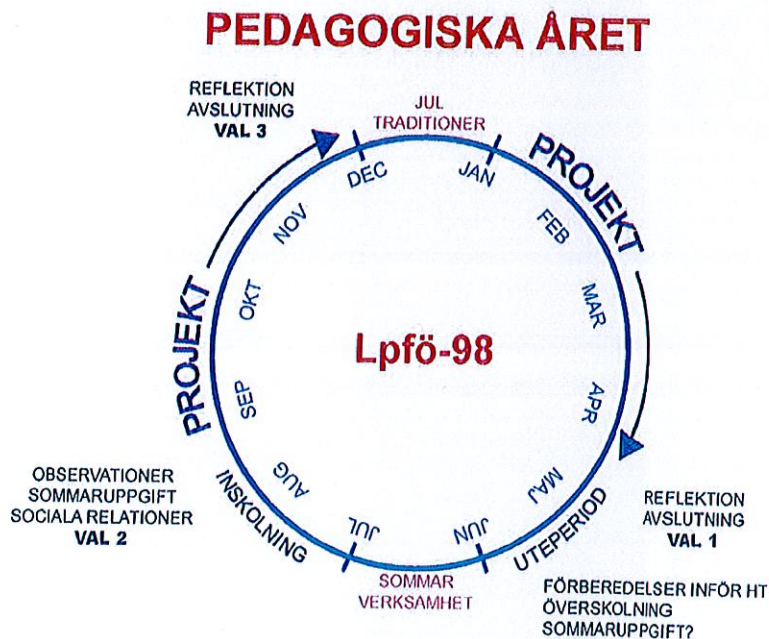 PEDAGOGISKA ÅRET
REFLEKTION
AVSLUTNING
VAL 3
JUL
TRADITIONER
PROJEKT
DEC
JAN
NOV
FEB
OKT
MAR
PROJEKT
Lpfö-98
SEP
APR
AUG
MAJ
JUL
JUN
OBSERVATIONER
SOMMARUPPGIFT
SOCIALA RELATIONER
VAL 2
INSKOLNING
UTEPERIOD
REFLEKTION
AVSLUTNING
VAL 1
SOMMAR
VERKSAMHET
FÖRBEREDELSER INFÖR HT
ÖVERSKOLNING
SOMMARUPPGIFT?